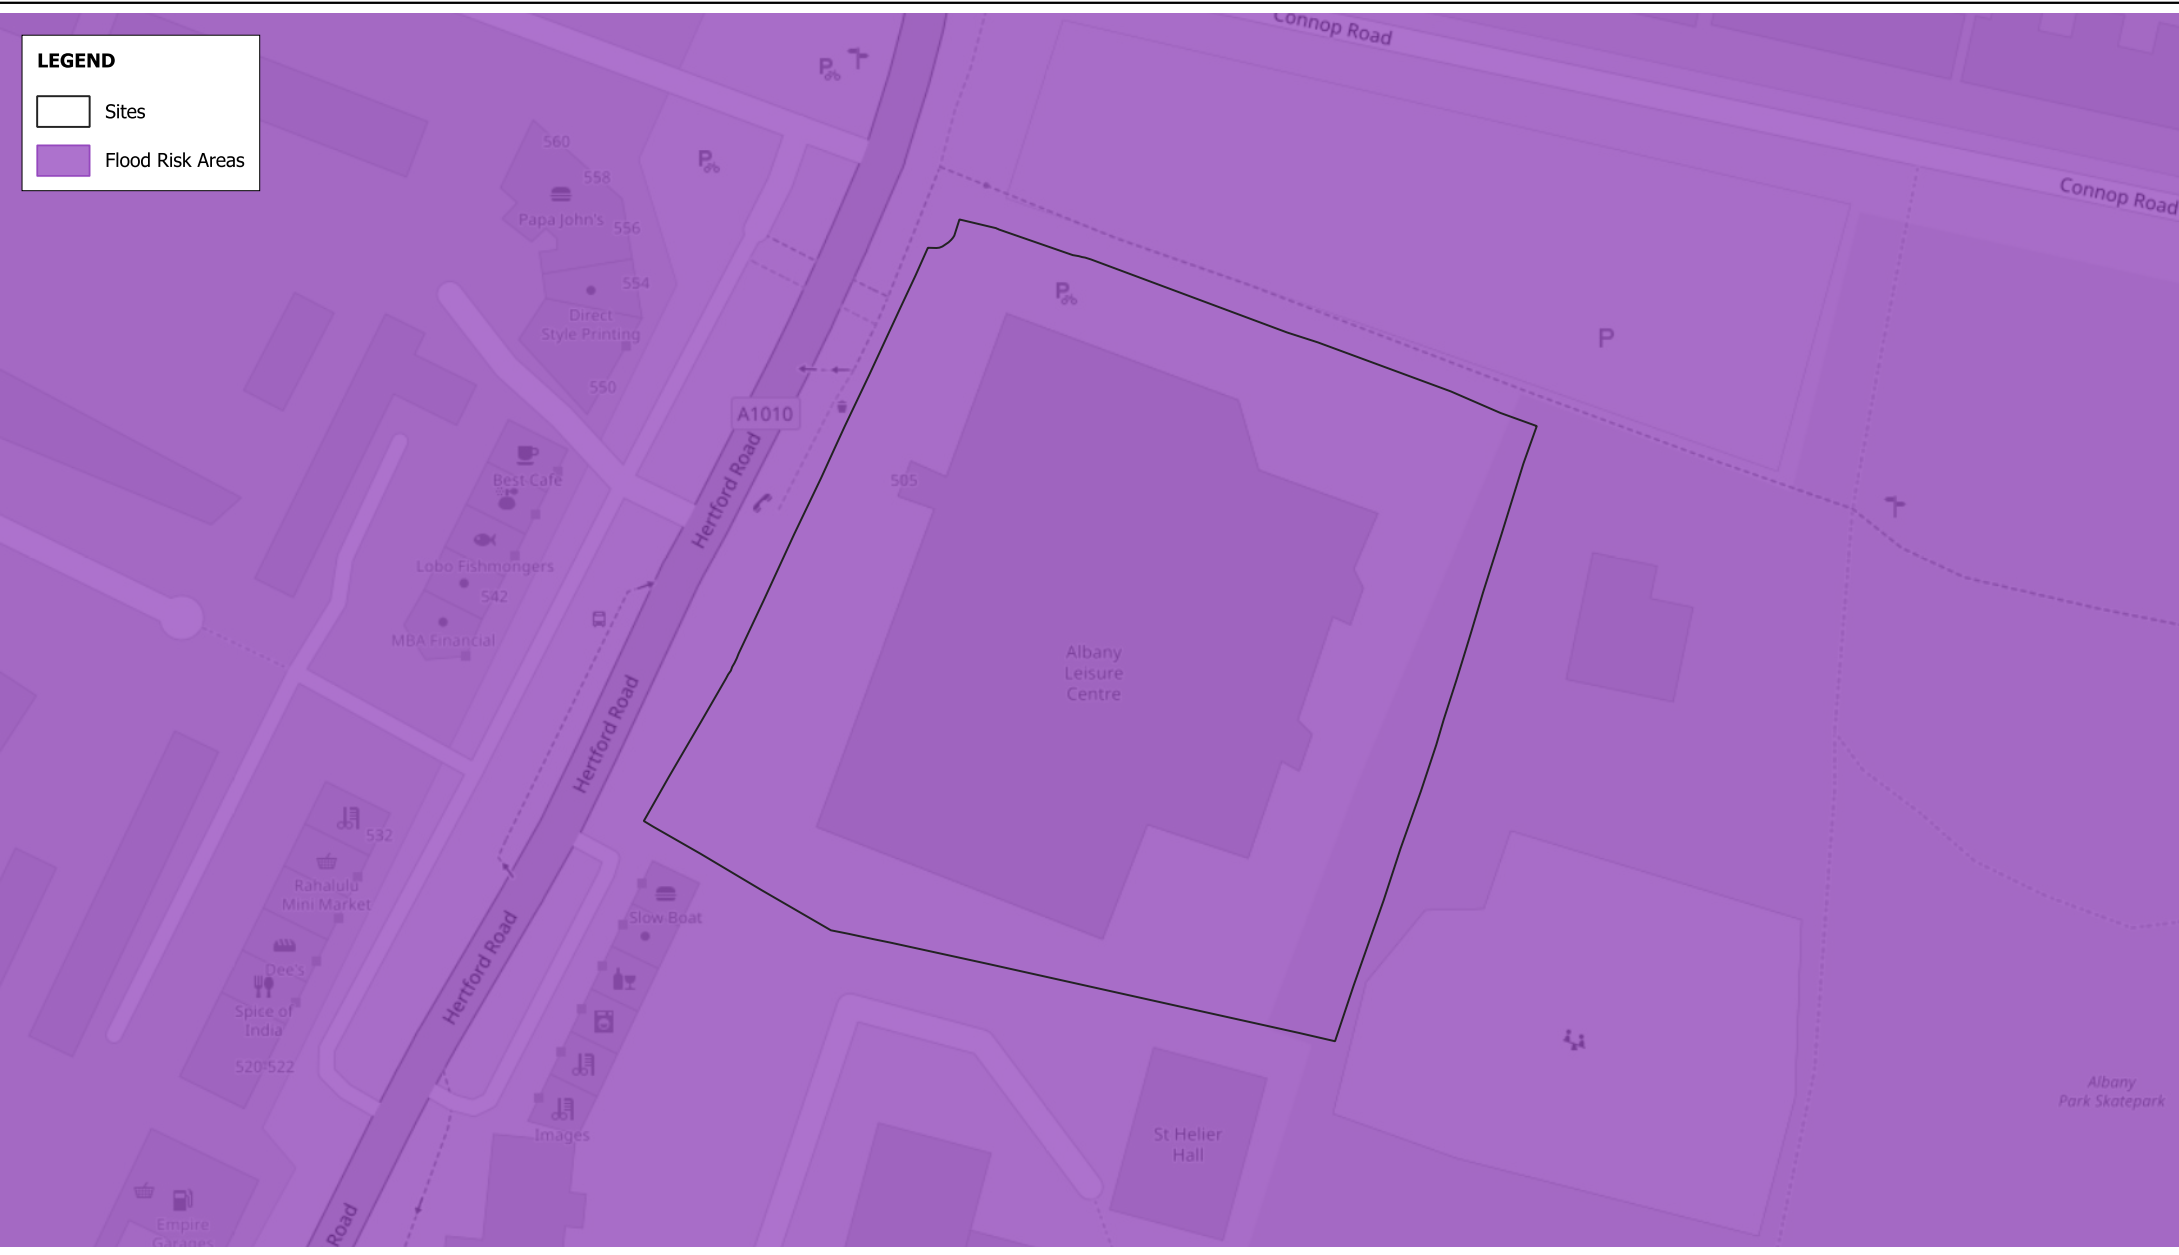 LEGEND
Sites
Flood Risk Areas
Connop Road
Connop Road
P
P
P
P
560
558
Papa John's
556
554
Direct
Style Printing
550
A1010
Hertford Road
Best Cafe
505
Lobo Fishmongers
542
MBA Financial
Albany
Leisure
Centre
Hertford Road
532
Rahalulu
Mini Market
Slow Boat
Dee's
Hertford Road
Spice of
India
520-522
Images
St Helier
Hall
Albany
Park Skatepark
Empire
Garages
Road